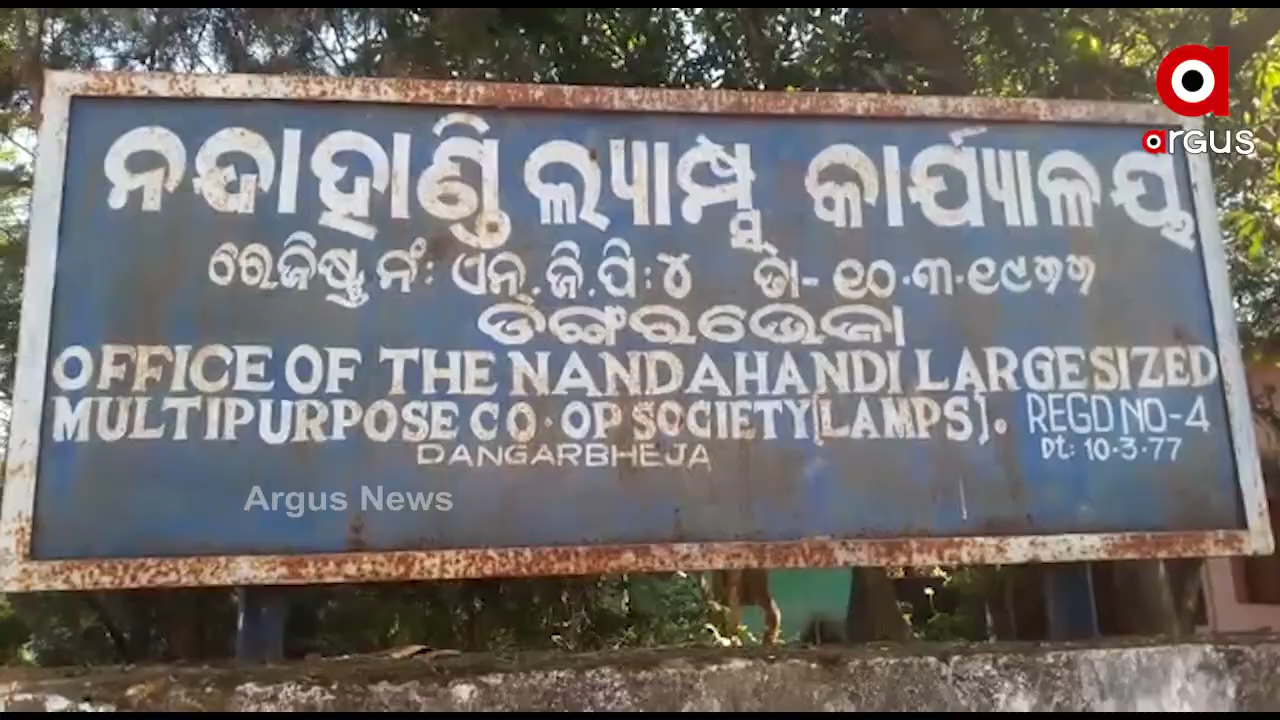 argus
ନନ୍ଦାହାଣ୍ଡି ଲ୍ୟାମ୍ପ୍ସ କାର୍ଯ୍ୟାଳୟ
ରେଜିଷ୍ଟ୍ରୀ ନଂ: ଏନ୍.ଜି.ପି:୪ ତା- ୧୦.୩.୧୯୭୭
ଡଙ୍ଗରଭେଜା
OFFICE OF THE NANDAHANDI LARGESIZED
MULTIPURPOSE CO-OP SOCIETY(LAMPS). REGD NO-4
DANGARBHEJA Dt: 10-3-77
Argus News